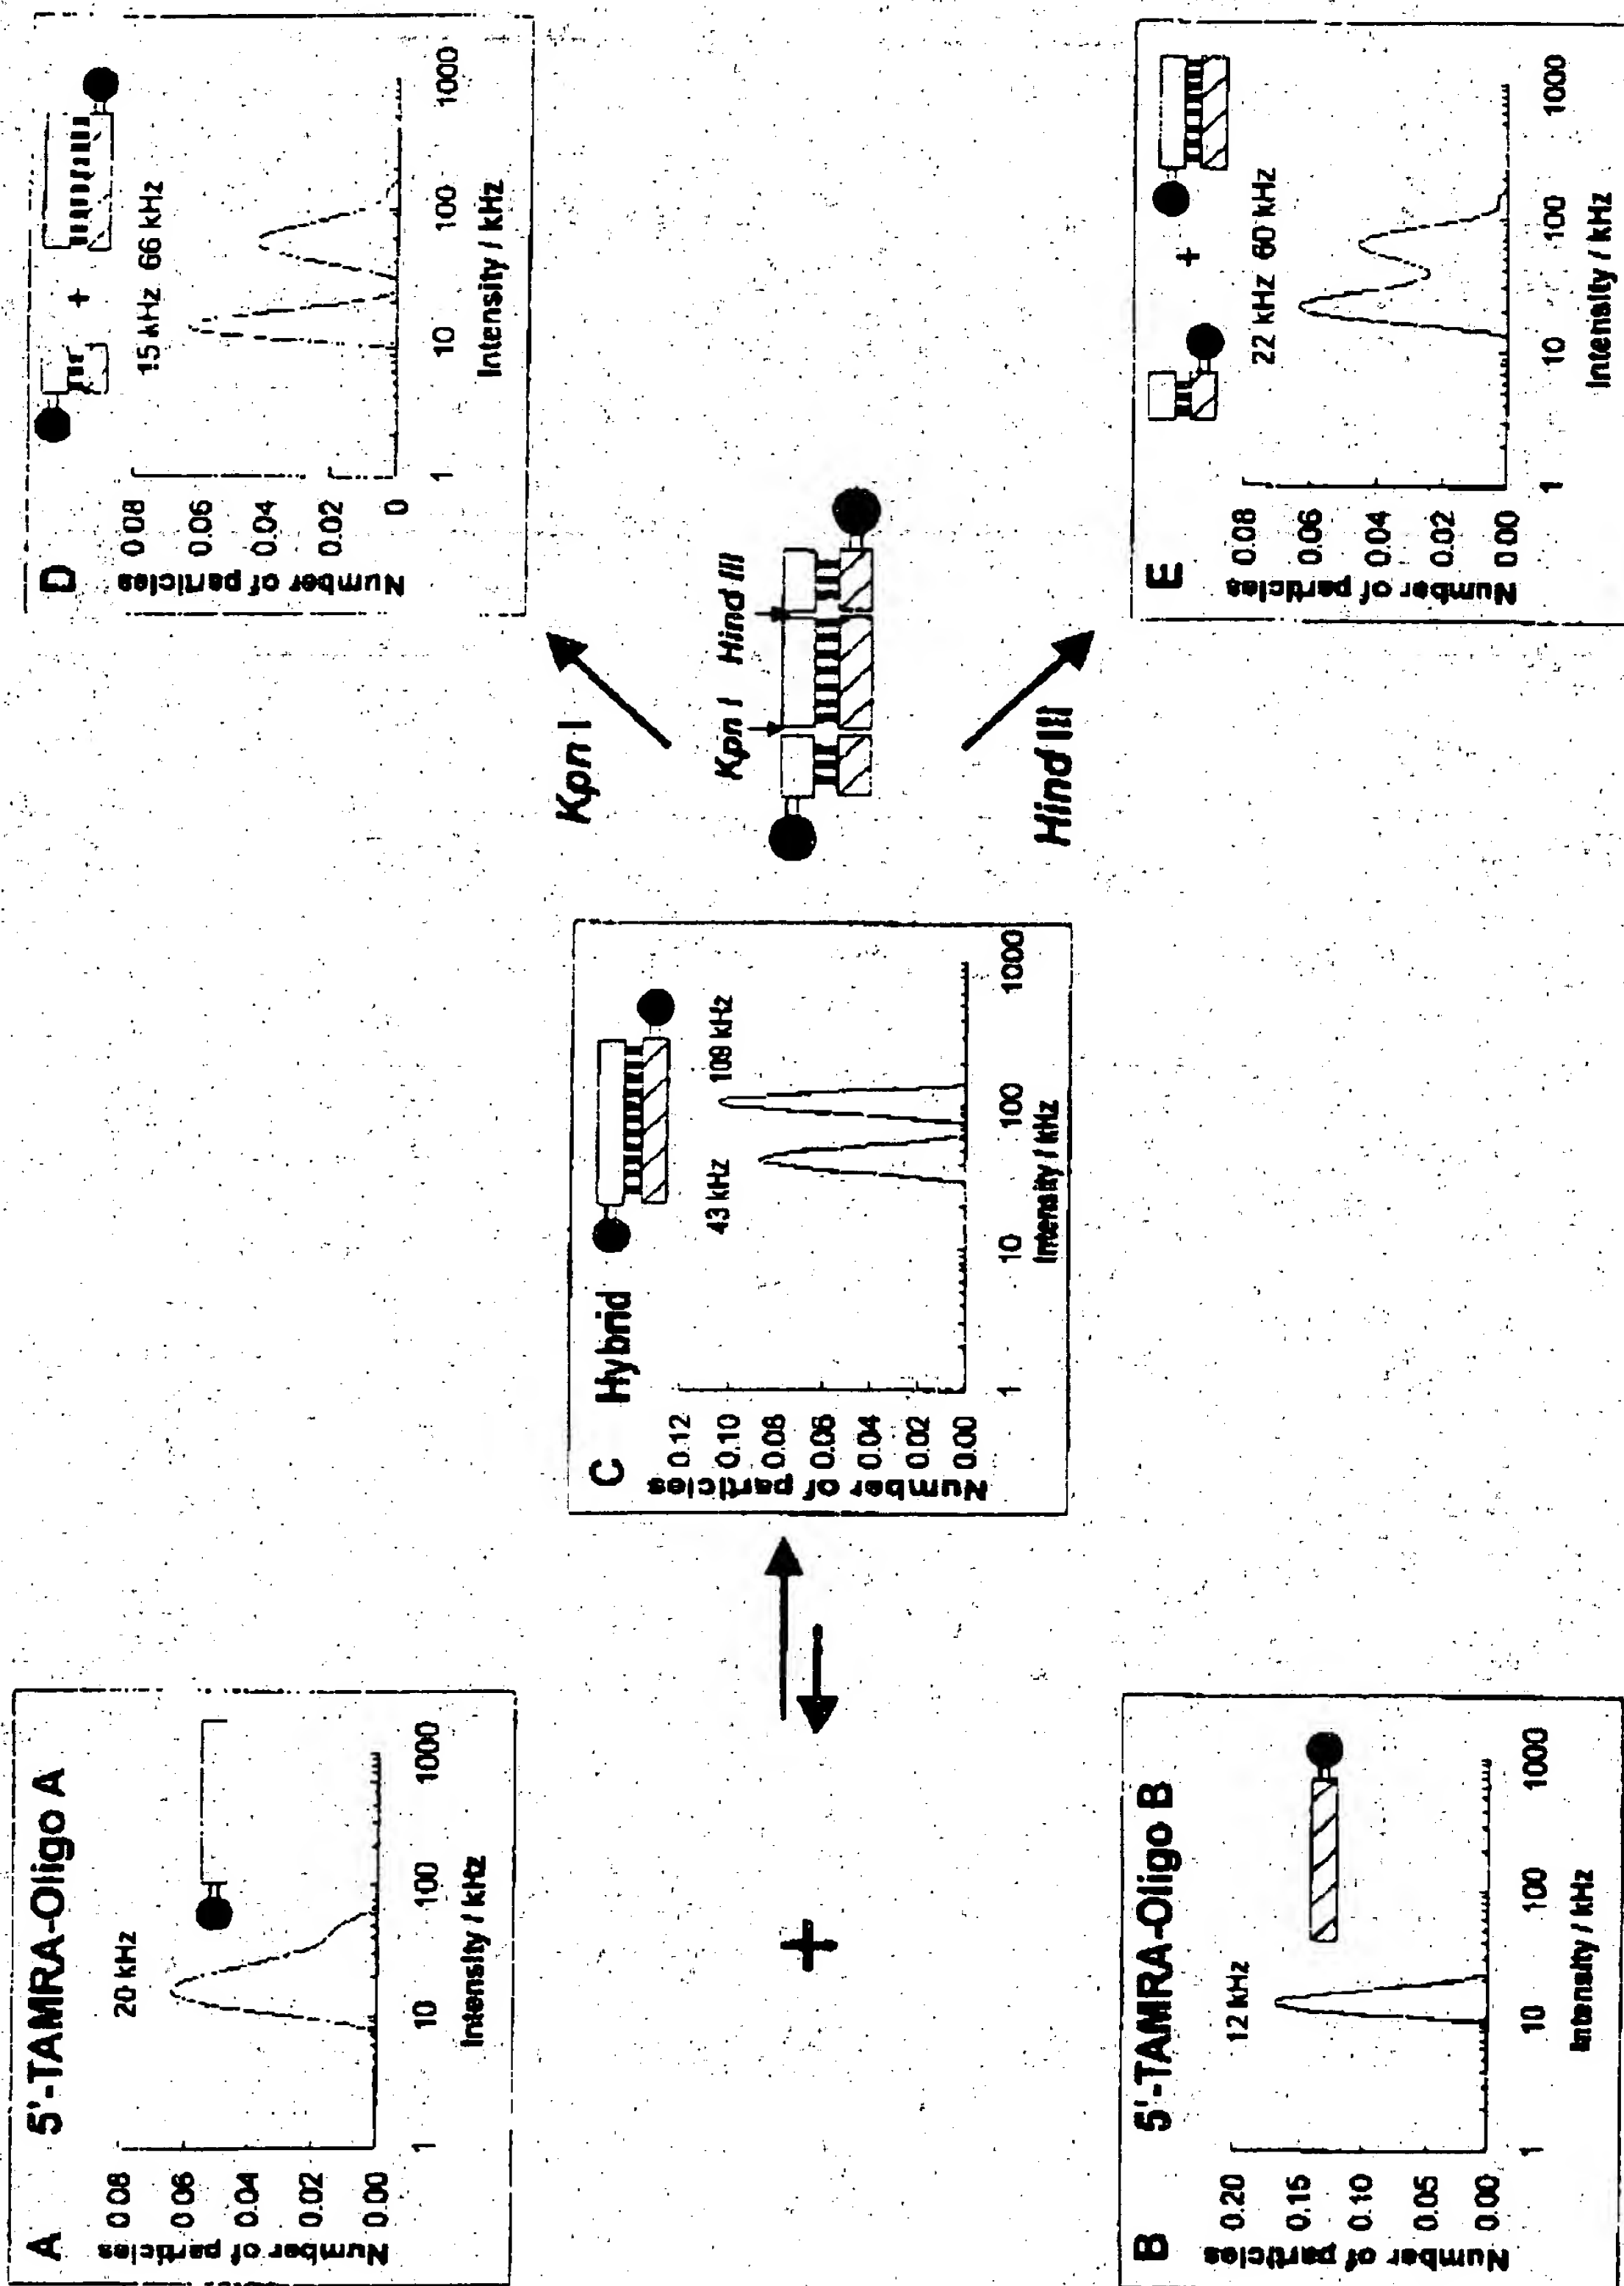 A 5'-TAMRA-Oligo A
20 kHz
Number of particles
0.08
0.06
0.04
0.02
0.00
1 10 100 1000
Intensity / kHz
+
B 5'-TAMRA-Oligo B
12 kHz
Number of particles
0.20
0.15
0.10
0.05
0.00
1 10 100 1000
Intensity / kHz
C Hybrid
43 kHz 109 kHz
Number of particles
0.12
0.10
0.08
0.06
0.04
0.02
0.00
1 10 100 1000
Intensity / kHz
Kpn I
Kpn I Hind III
Hind III
D
+
15 kHz 66 kHz
Number of particles
0.08
0.06
0.04
0.02
0
1 10 100 1000
Intensity / kHz
E
+
22 kHz 60 kHz
Number of particles
0.08
0.06
0.04
0.02
0.00
1 10 100 1000
Intensity / kHz